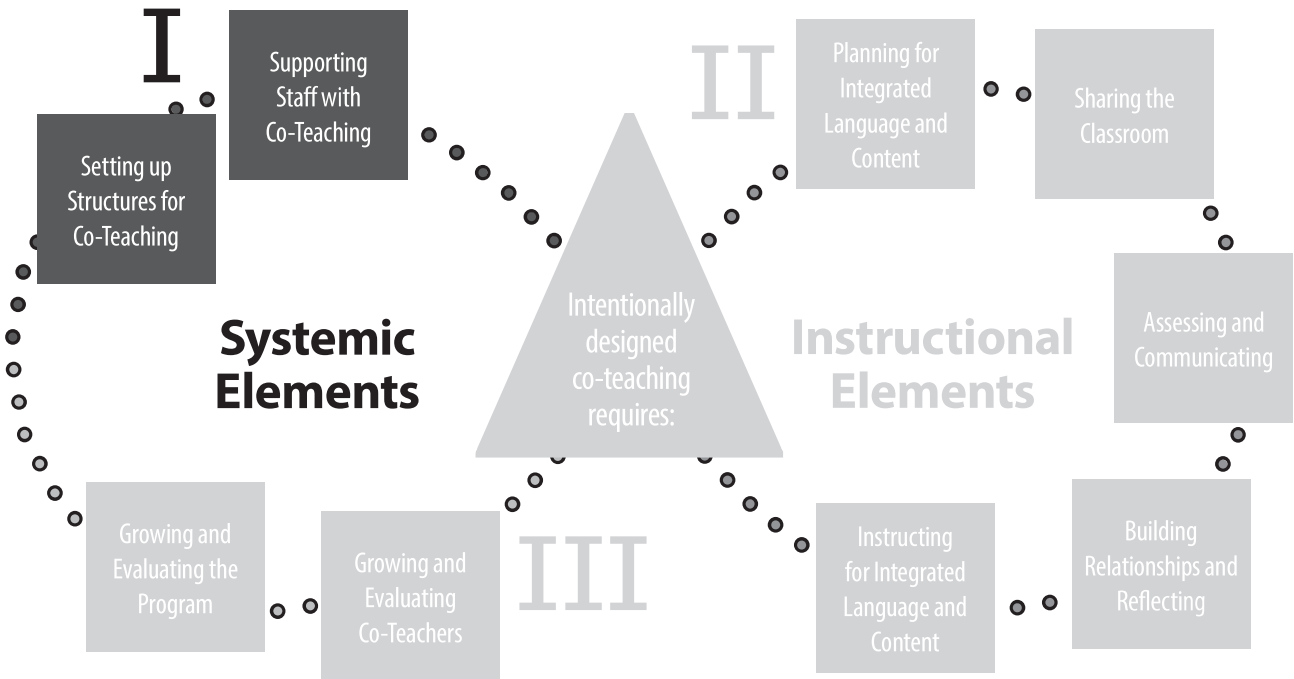 I
Supporting
Staff with
Co-Teaching
Setting up
Structures for
Co-Teaching
Systemic
Elements
Growing and
Evaluating the
Program
Growing and
Evaluating
Co-Teachers
III
Intentionally
designed
co-teaching
requires:
II
Planning for
Integrated
Language and
Content
Sharing the
Classroom
Instructional
Elements
Assessing and
Communicating
Building
Relationships and
Reflecting
Instructing
for Integrated
Language and
Content